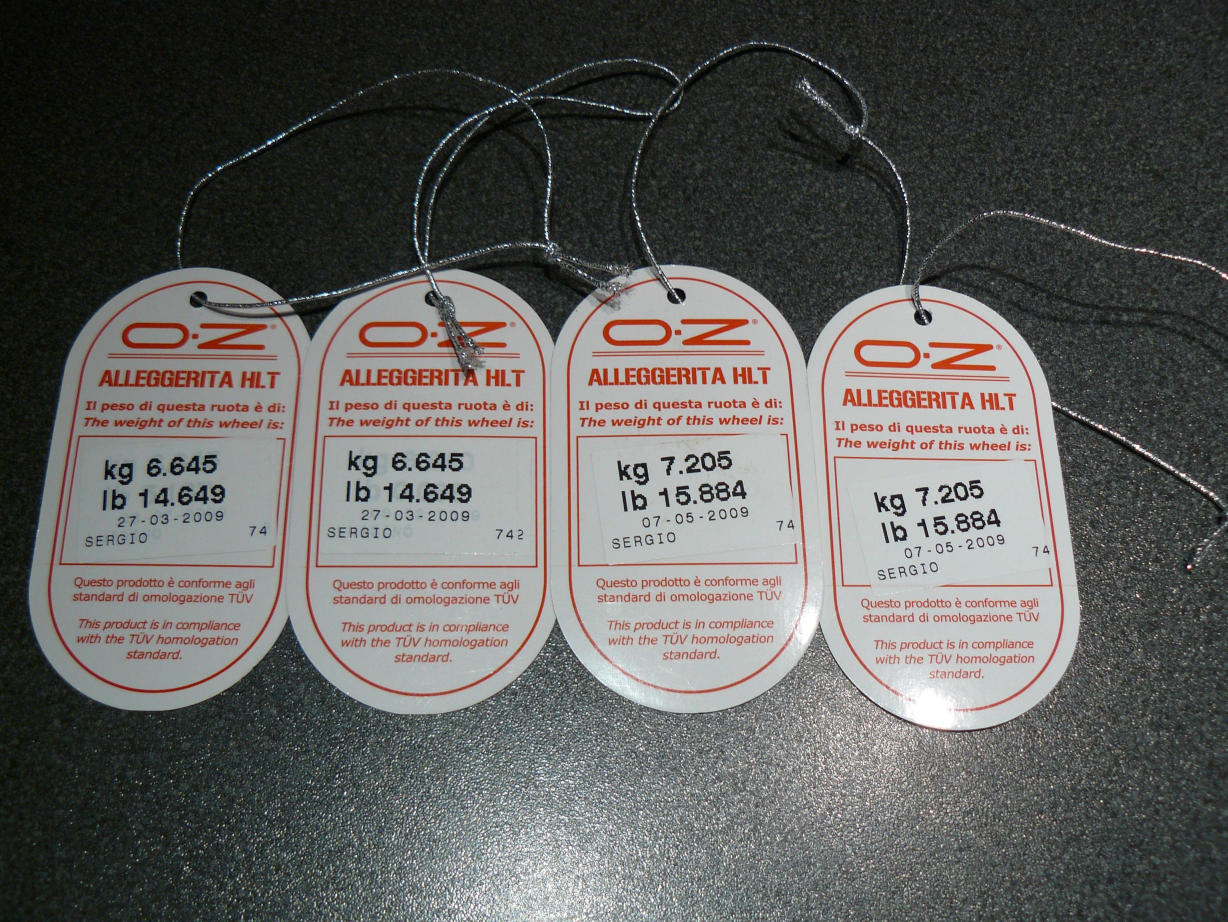 O·Z®
ALLEGGERITA HLT
Il peso di questa ruota è di:
The weight of this wheel is:
kg 6.645
lb 14.649
27-03-2009
SERGIO 74
Questo prodotto è conforme agli
standard di omologazione TÜV
This product is in compliance
with the TÜV homologation
standard.
O·Z®
ALLEGGERITA HLT
Il peso di questa ruota è di:
The weight of this wheel is:
kg 6.645
lb 14.649
27-03-2009
SERGIO 742
Questo prodotto è conforme agli
standard di omologazione TÜV
This product is in compliance
with the TÜV homologation
standard.
O·Z®
ALLEGGERITA HLT
Il peso di questa ruota è di:
The weight of this wheel is:
kg 7.205
lb 15.884
07-05-2009
SERGIO 74
Questo prodotto è conforme agli
standard di omologazione TÜV
This product is in compliance
with the TÜV homologation
standard.
O·Z®
ALLEGGERITA HLT
Il peso di questa ruota è di:
The weight of this wheel is:
kg 7.205
lb 15.884
07-05-2009
SERGIO 74
Questo prodotto è conforme agli
standard di omologazione TÜV
This product is in compliance
with the TÜV homologation
standard.